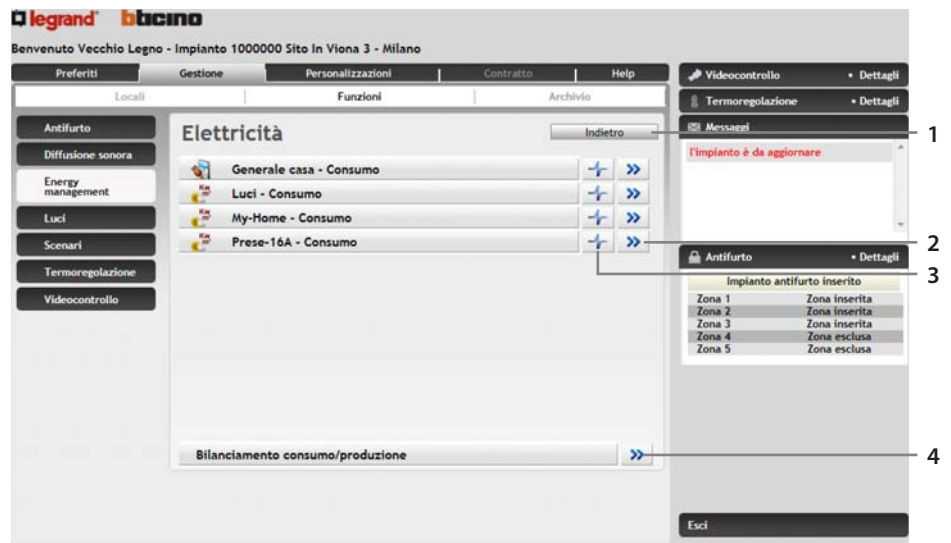 legrand bticino
Benvenuto Vecchio Legno - Impianto 1000000 Sito In Viona 3 - Milano
Preferiti Gestione Personalizzazioni Contratto Help
Locali Funzioni Archivio
Antifurto
Diffusione sonora
Energy
management
Luci
Scenari
Termoregolazione
Videocontrollo
Elettricità Indietro
Generale casa - Consumo
Luci - Consumo
My-Home - Consumo
Prese-16A - Consumo
Bilanciamento consumo/produzione
Videocontrollo • Dettagli
Termoregolazione • Dettagli
Messaggi
l'impianto è da aggiornare
Antifurto • Dettagli
Impianto antifurto inserito
Zona 1 Zona inserita
Zona 2 Zona inserita
Zona 3 Zona inserita
Zona 4 Zona esclusa
Zona 5 Zona esclusa
Esci
1
2
3
4